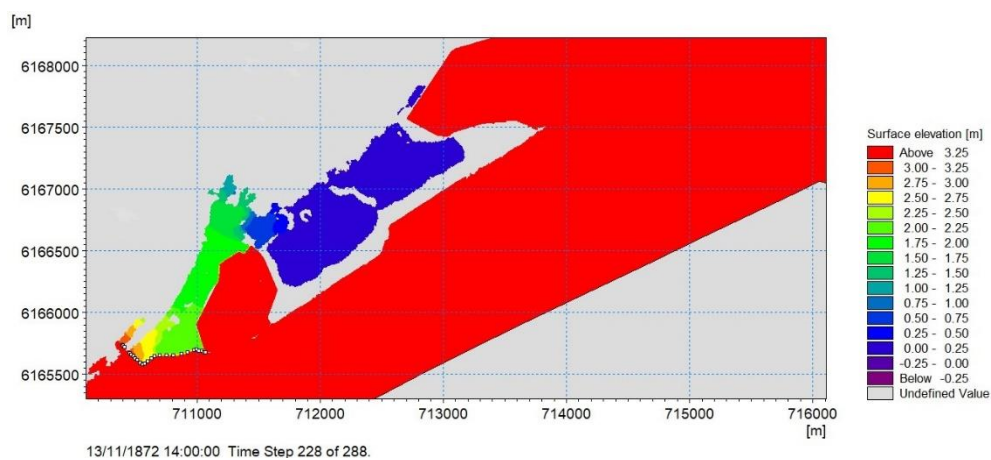 [m]
6168000
6167500
6167000
6166500
6166000
6165500
711000 712000 713000 714000 715000 716000
[m]
Surface elevation [m]
Above 3.25
3.00 - 3.25
2.75 - 3.00
2.50 - 2.75
2.25 - 2.50
2.00 - 2.25
1.75 - 2.00
1.50 - 1.75
1.25 - 1.50
1.00 - 1.25
0.75 - 1.00
0.50 - 0.75
0.25 - 0.50
0.00 - 0.25
-0.25 - 0.00
Below -0.25
Undefined Value
13/11/1872 14:00:00 Time Step 228 of 288.